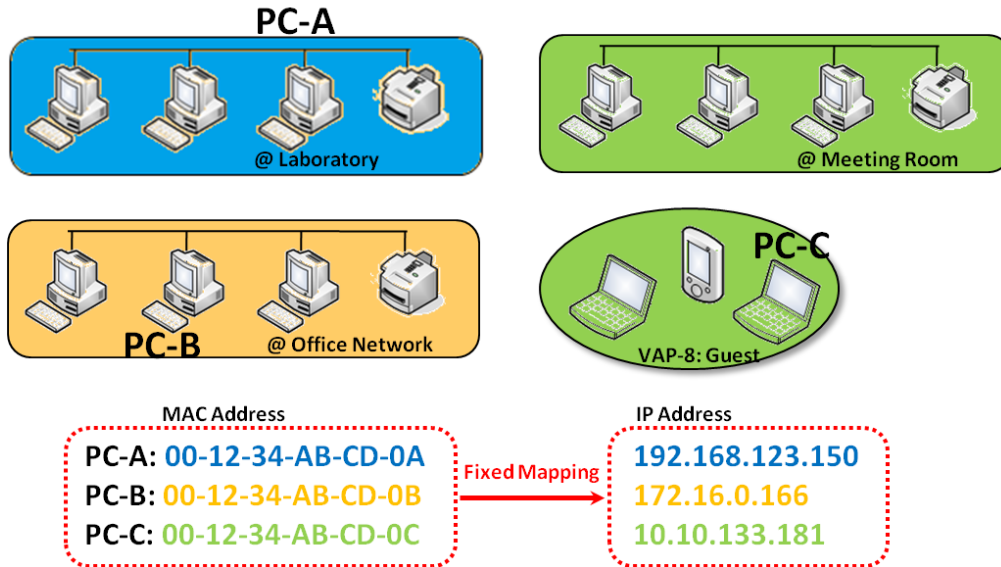 PC-A
@ Laboratory
@ Meeting Room
PC-B
@ Office Network
PC-C
VAP-8: Guest
MAC Address
PC-A: 00-12-34-AB-CD-0A
PC-B: 00-12-34-AB-CD-0B
PC-C: 00-12-34-AB-CD-0C
Fixed Mapping
IP Address
192.168.123.150
172.16.0.166
10.10.133.181